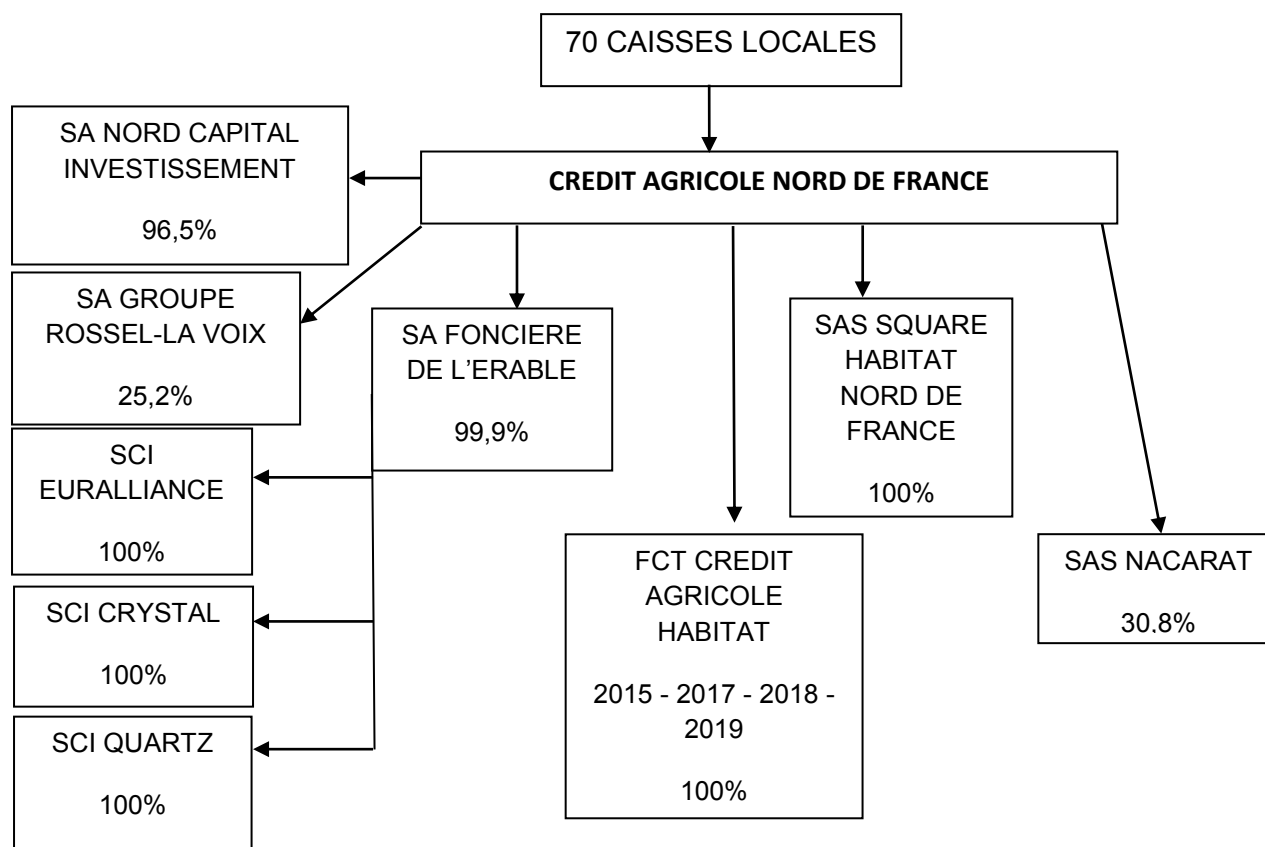 70 CAISSES LOCALES
SA NORD CAPITAL
INVESTISSEMENT
96,5%
CREDIT AGRICOLE NORD DE FRANCE
SA GROUPE
ROSSEL-LA VOIX
25,2%
SA FONCIERE
DE L’ERABLE
99,9%
SAS SQUARE
HABITAT
NORD DE
FRANCE
100%
SCI
EURALLIANCE
100%
FCT CREDIT
AGRICOLE
HABITAT
2015 - 2017 - 2018 -
2019
100%
SAS NACARAT
30.8%
SCI CRYSTAL
100%
SCI QUARTZ
100%